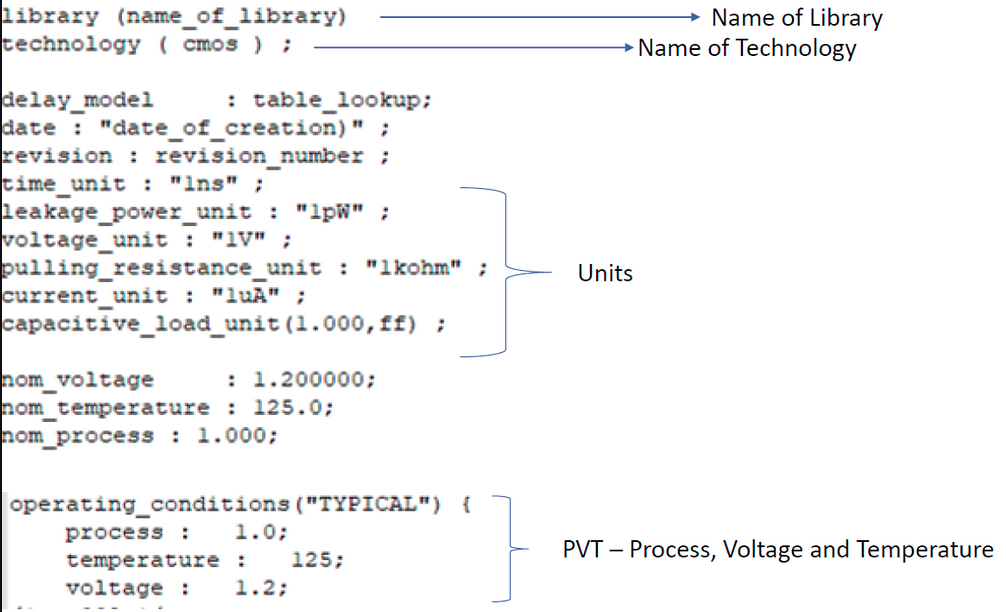 library (name_of_library) Name of Library
technology ( cmos ) ; Name of Technology
delay_model : table_lookup;
date : "date_of_creation)" ;
revision : revision_number ;
time_unit : "1ns" ;
leakage_power_unit : "1pW" ;
voltage_unit : "1V" ;
pulling_resistance_unit : "1kohm" ;
Units
current_unit : "1uA" ;
capacitive_load_unit(1.000,ff) ;
nom_voltage : 1.200000;
nom_temperature : 125.0;
nom_process : 1.000;
operating_conditions("TYPICAL") {
process : 1.0;
PVT – Process, Voltage and Temperature
temperature : 125;
voltage : 1.2;